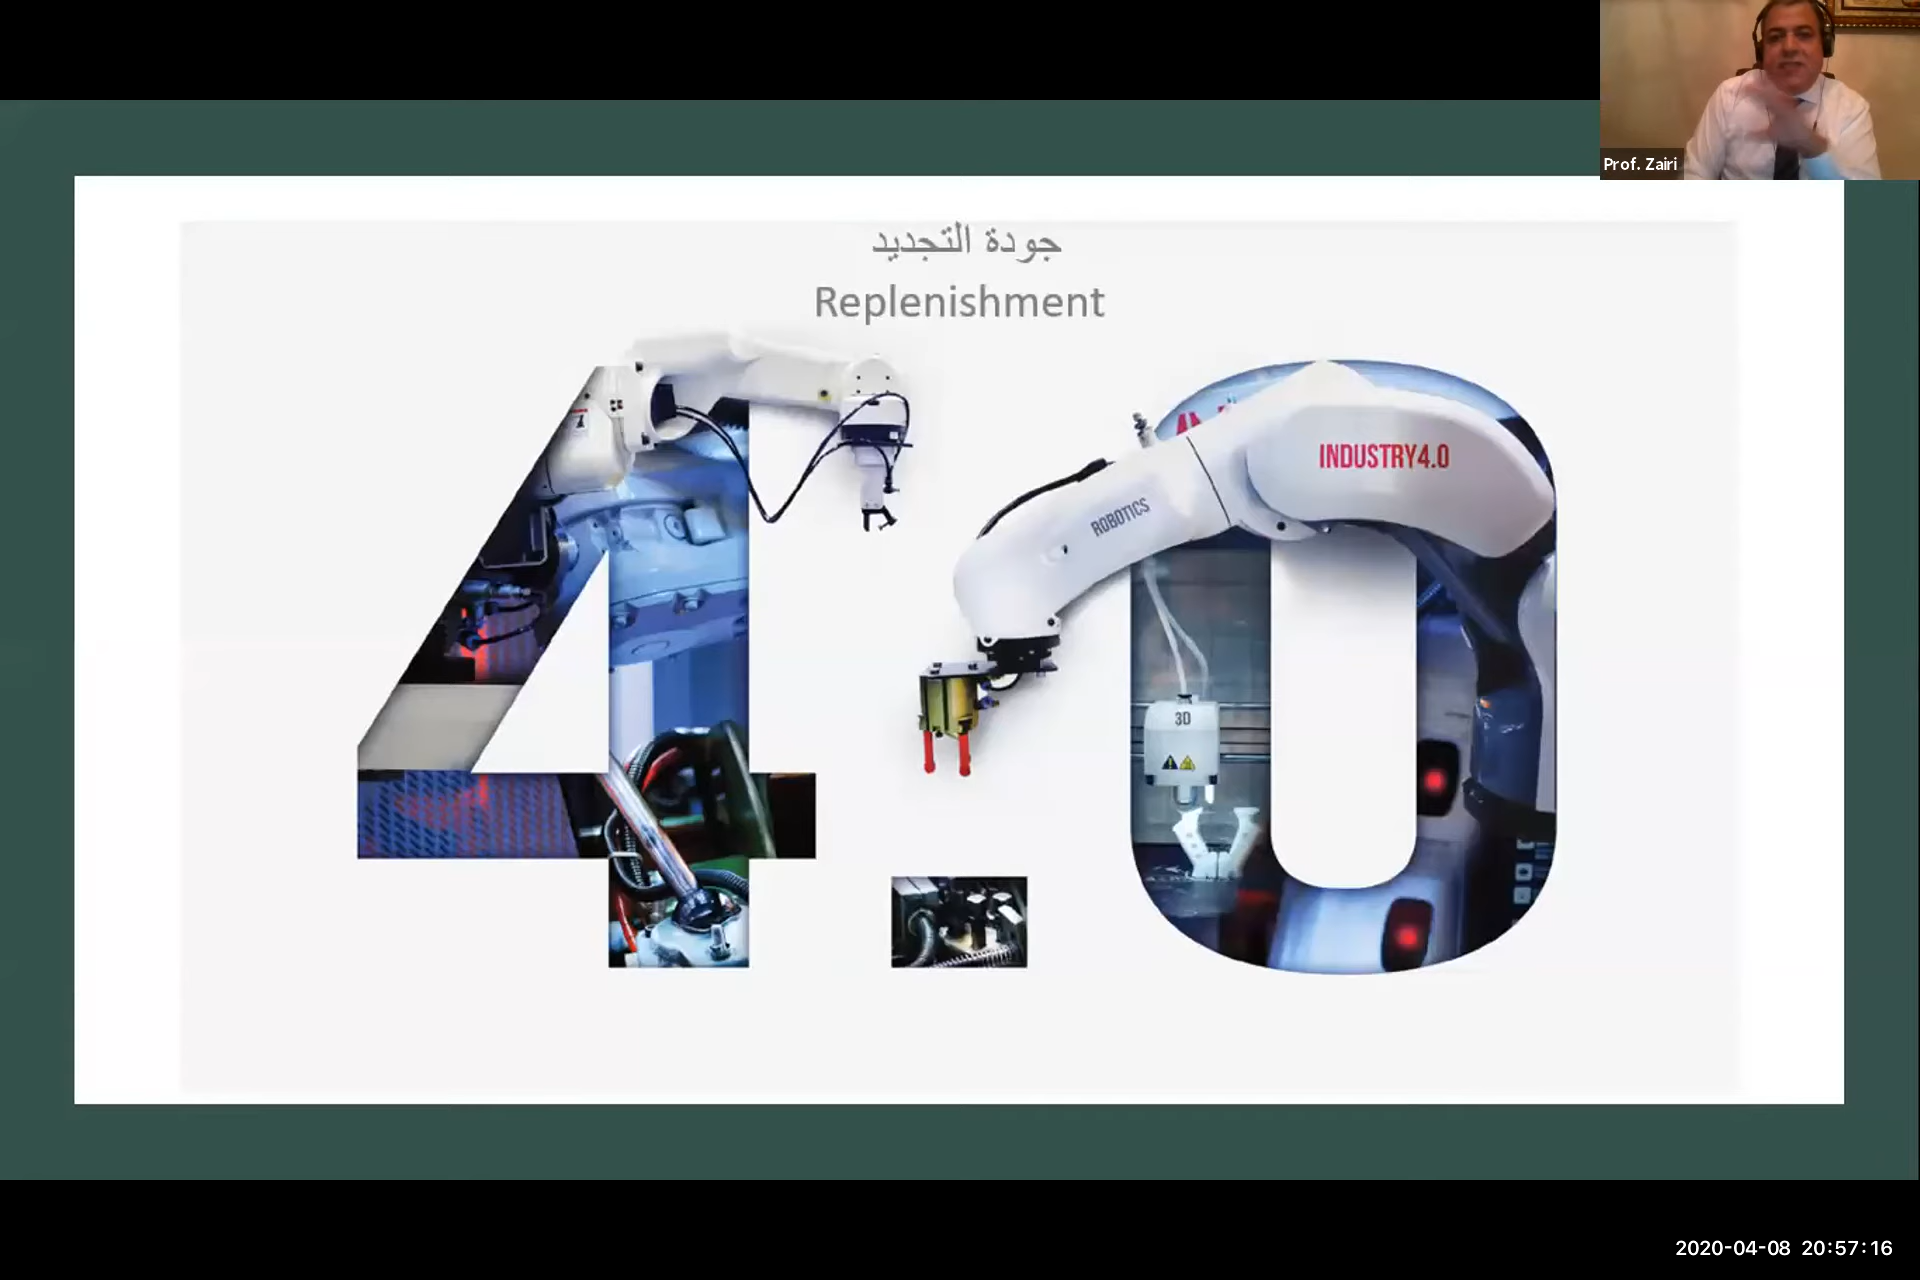 Prof. Zairi
جودة التجديد
Replenishment
INDUSTRY4.0
ROBOTICS
3D
2020-04-08 20:57:16